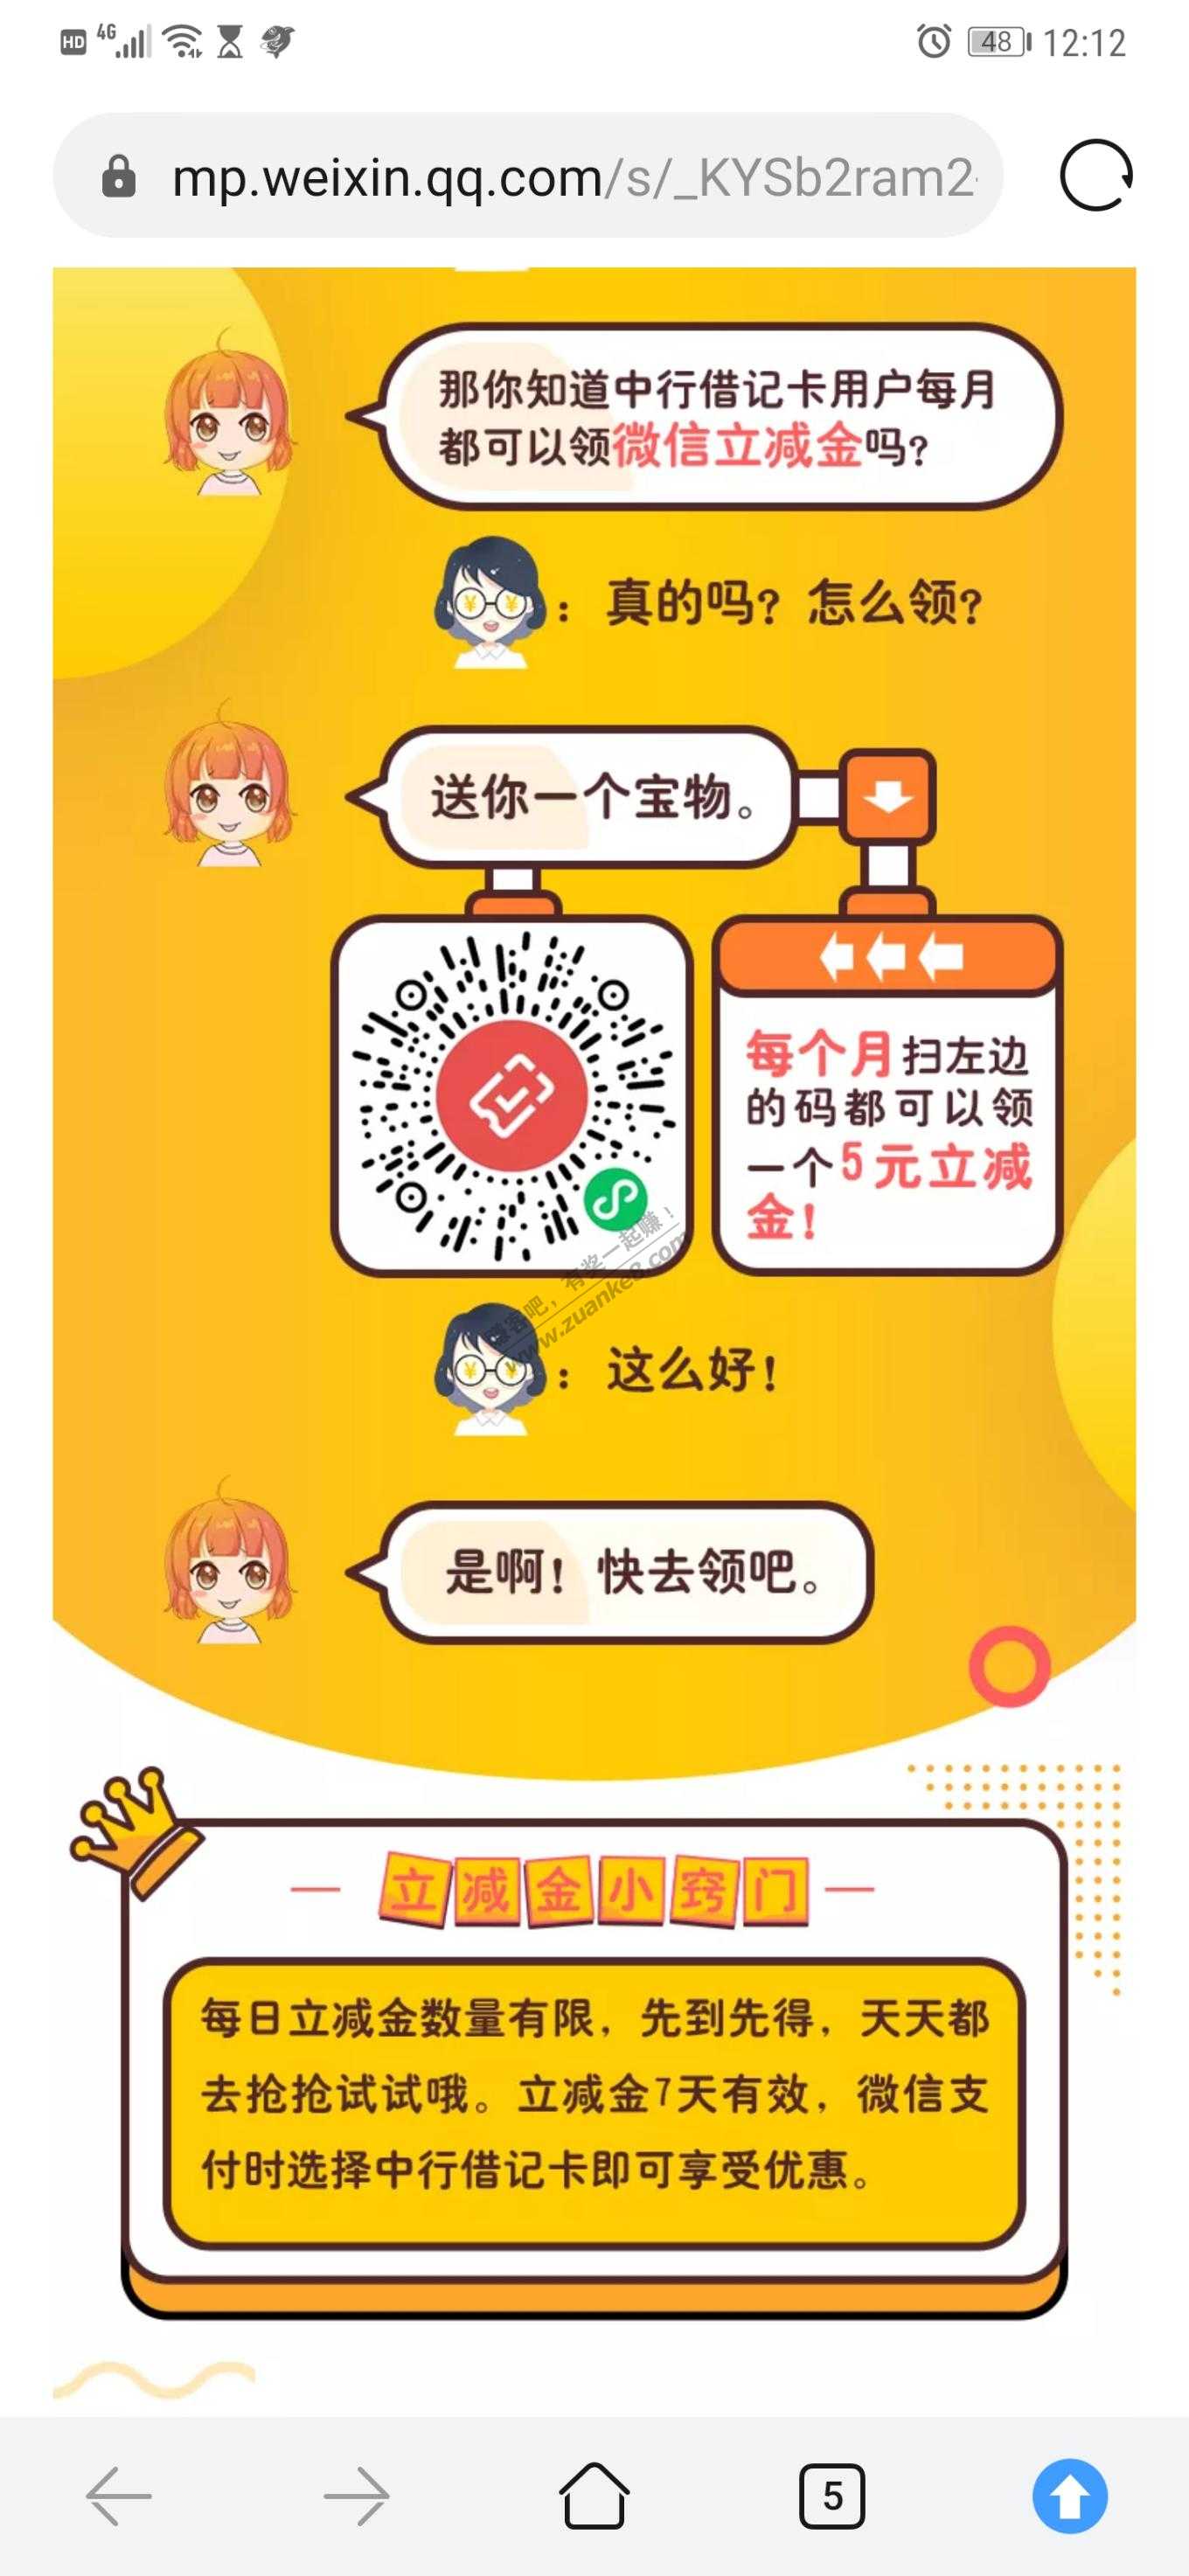 HD 4G 48 12:12
mp.weixin.qq.com/s/_KYSb2ram2
那你知道中行借记卡用户每月
都可以领微信立减金吗?
: 真的吗? 怎么领?
送你一个宝物。
每个月扫左边
的码都可以领
一个5元立减
金!
赚客吧，有奖一起赚！
www.zuanke8.com
: 这么好!
是啊! 快去领吧。
立减金小窍门
每日立减金数量有限, 先到先得, 天天都
去抢抢试试哦。立减金7天有效, 微信支
付时选择中行借记卡即可享受优惠。
5